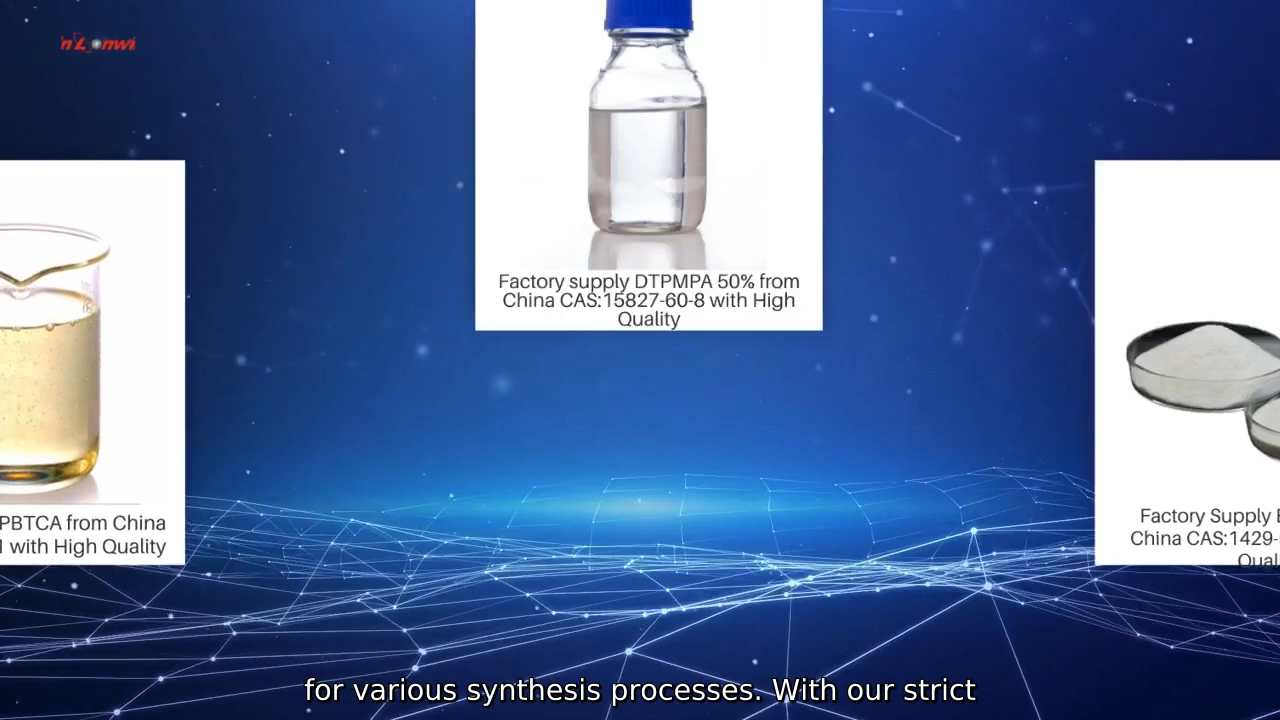 Factory supply DTPMPA 50% from
China CAS:15827-60-8 with High
Quality
PBTCA from China
with High Quality
Factory Supply
China CAS:1429-
for various synthesis processes. With our strict